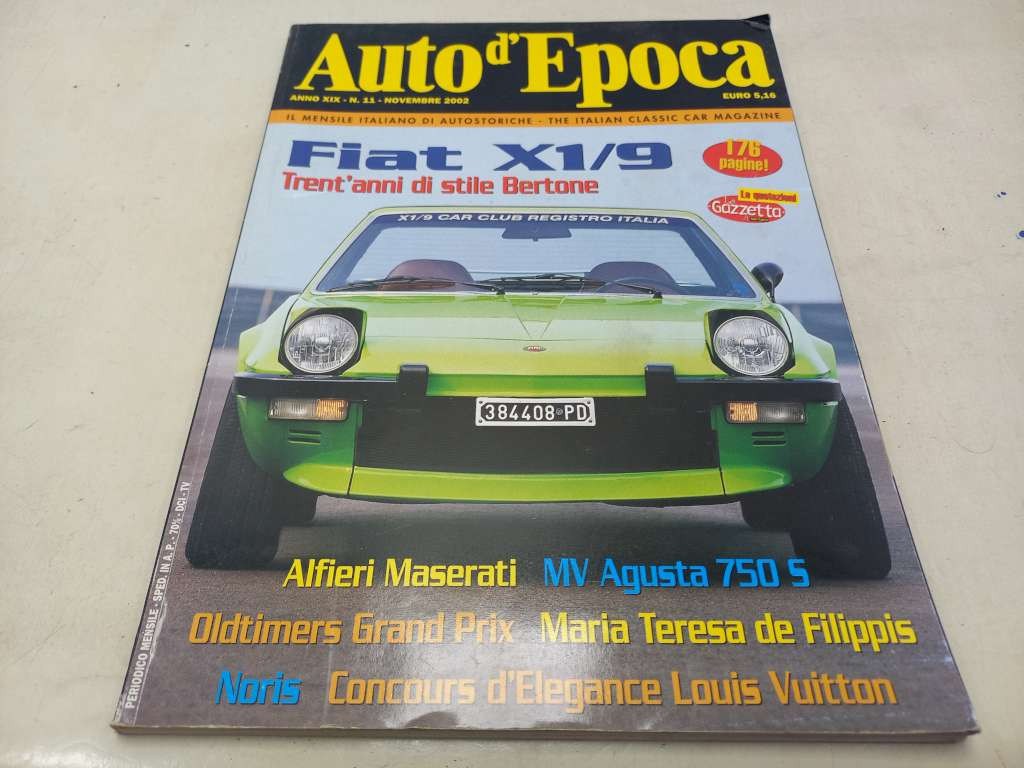 Auto d'Epoca
ANNO XIX - N. 11 - NOVEMBRE 2002
EURO 5,16
IL MENSILE ITALIANO DI AUTOSTORICHE - THE ITALIAN CLASSIC CAR MAGAZINE
Fiat X1/9
Trent'anni di stile Bertone
176
pagine!
Le quotazioni
La
Gazzetta
X1/9 CAR CLUB REGISTRO ITALIA
384408 PD
Alfieri Maserati MV Agusta 750 S
Oldtimers Grand Prix Maria Teresa de Filippis
Noris Concours d'Elegance Louis Vuitton
PERIODICO MENSILE - SPED. IN A. P. - 70% - DCI - TV